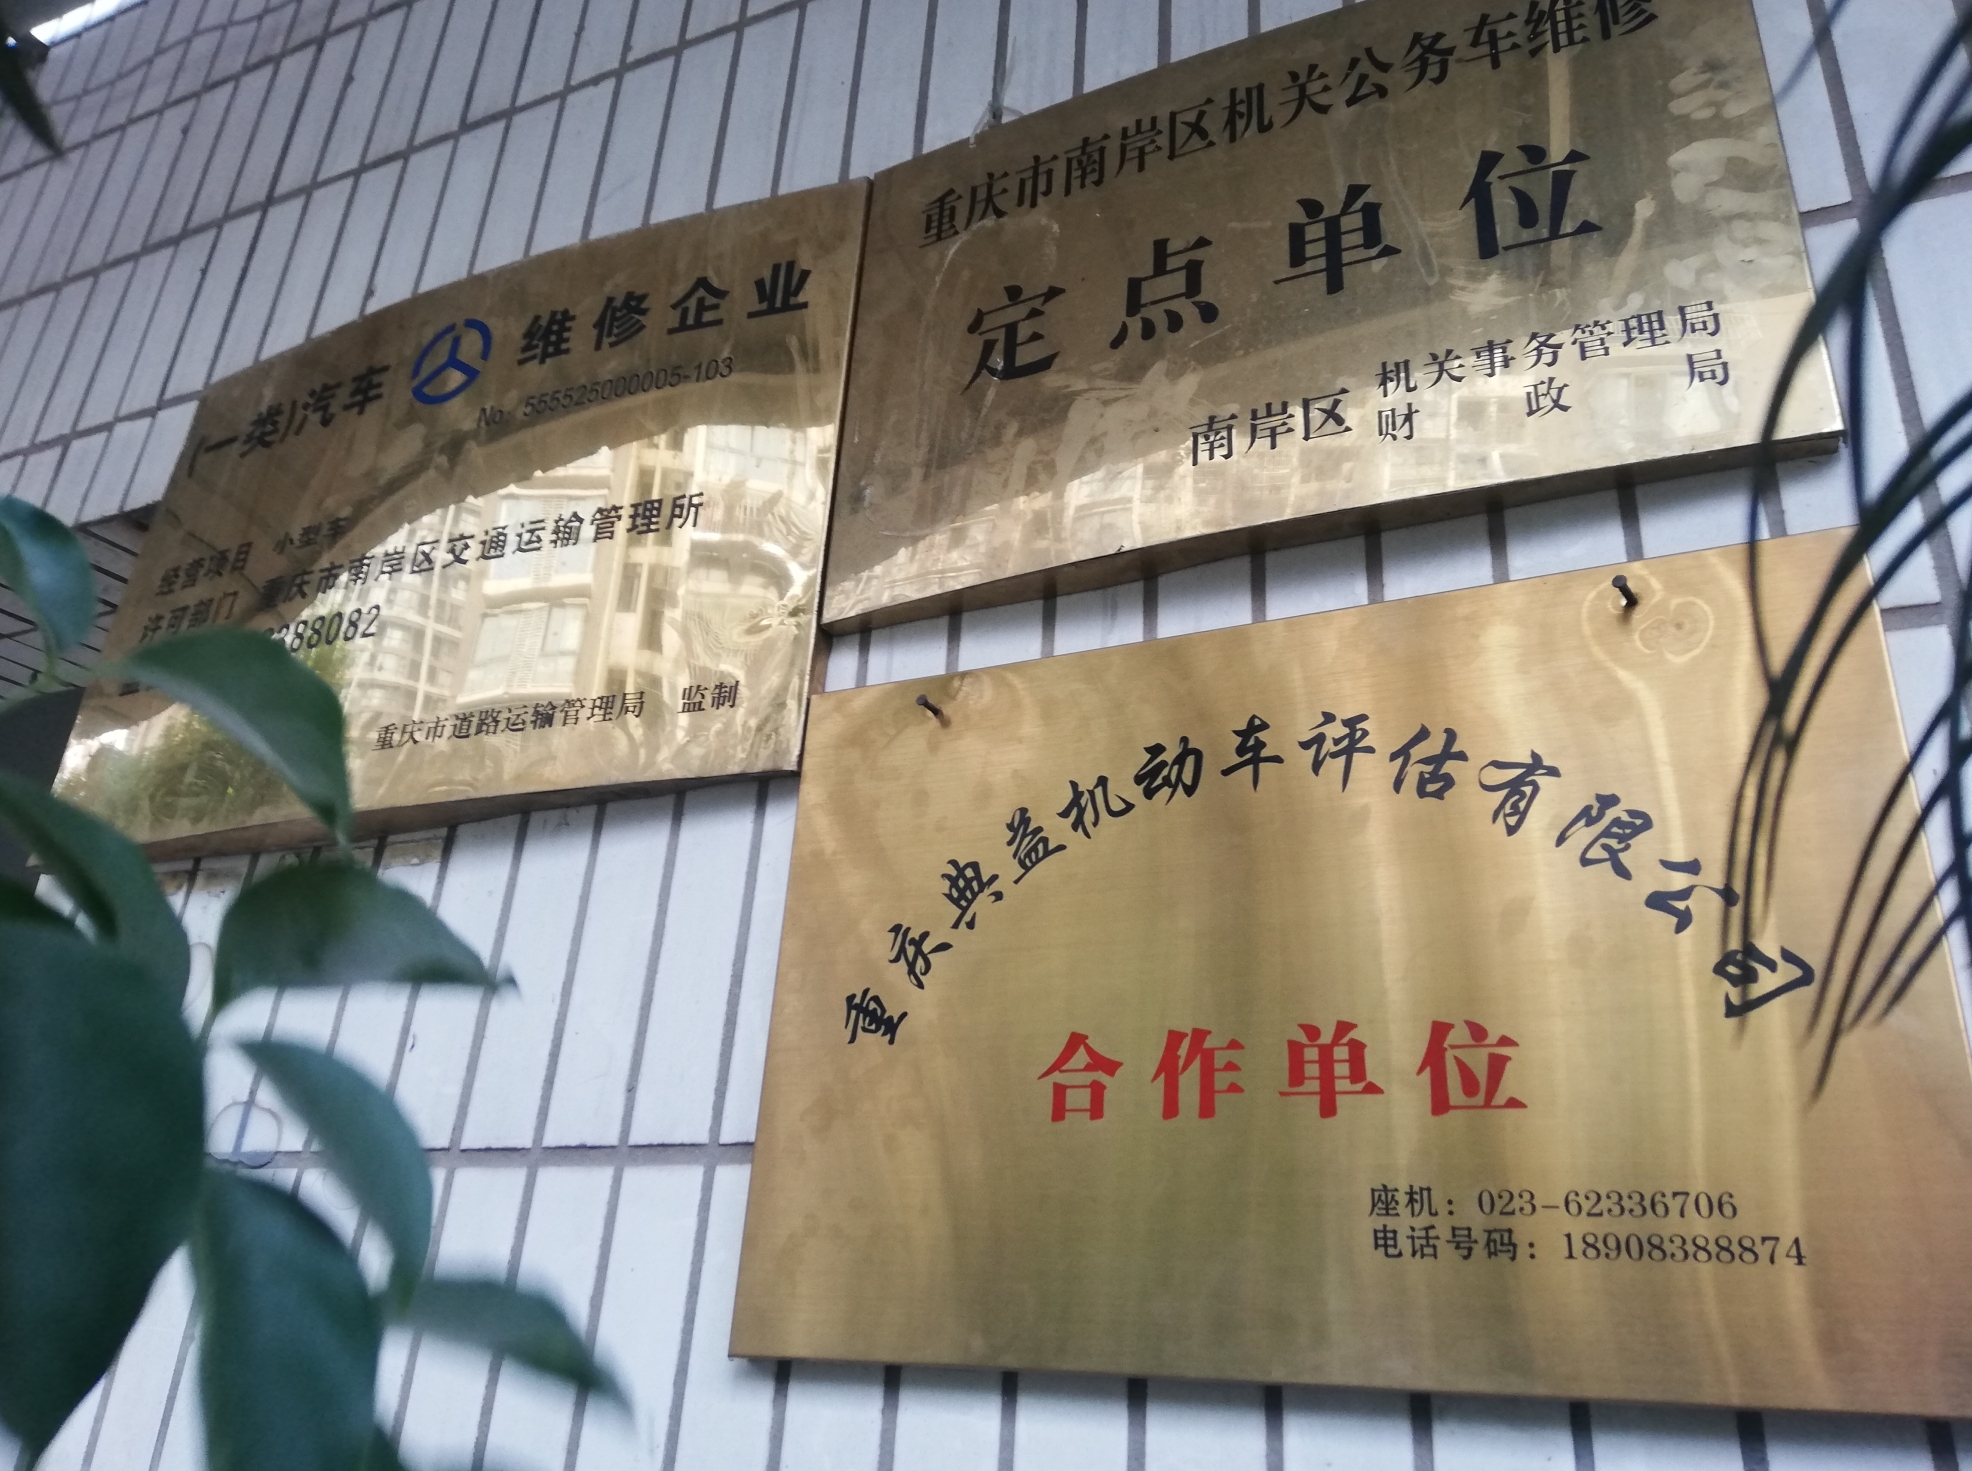 (一类)汽车 维修企业
No. 555525000005-103
经营项目 小型车
许可部门 重庆市南岸区交通运输管理所
388082
重庆市道路运输管理局 监制
重庆市南岸区机关公务车维修
定点单位
南岸区 机关事务管理局
财政局
重庆典益机动车评估有限公司
合作单位
座机：023-62336706
电话号码：18908388874